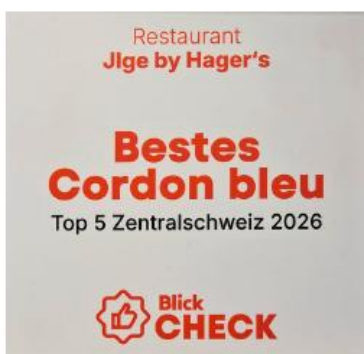 Restaurant
Jlge by Hager's
Bestes
Cordon bleu
Top 5 Zentralschweiz 2026
Blick
CHECK